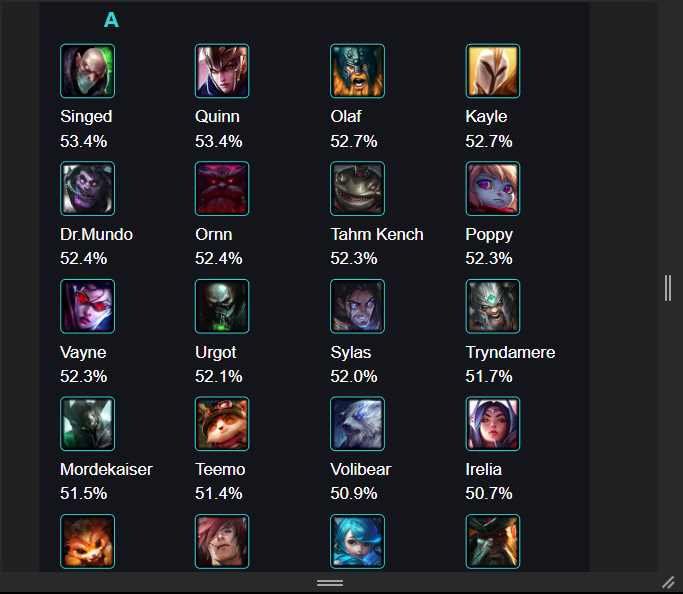 A
Singed Quinn Olaf Kayle
53.4% 53.4% 52.7% 52.7%
Dr.Mundo Ornn Tahm Kench Poppy
52.4% 52.4% 52.3% 52.3%
Vayne Urgot Sylas Tryndamere
52.3% 52.1% 52.0% 51.7%
Mordekaiser Teemo Volibear Irelia
51.5% 51.4% 50.9% 50.7%